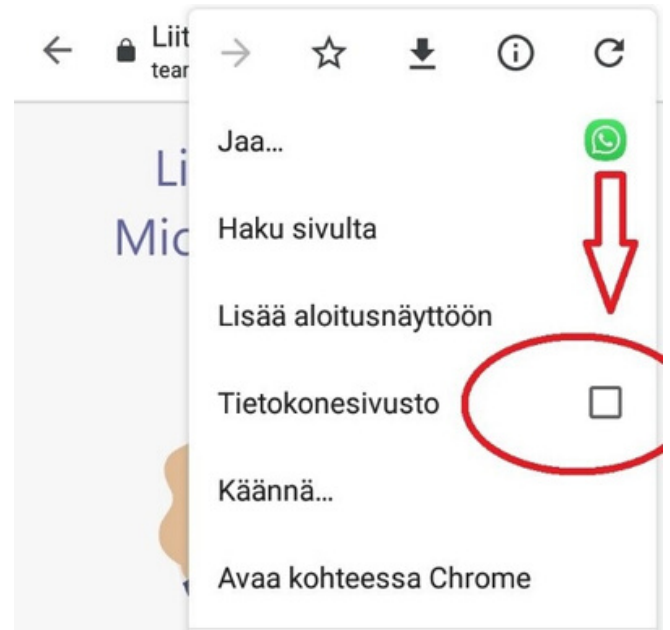 Liit
tear
Jaa...
Li
Mic
Haku sivulta
Lisää aloitusnäyttöön
Tietokonesivusto
Käännä...
Avaa kohteessa Chrome